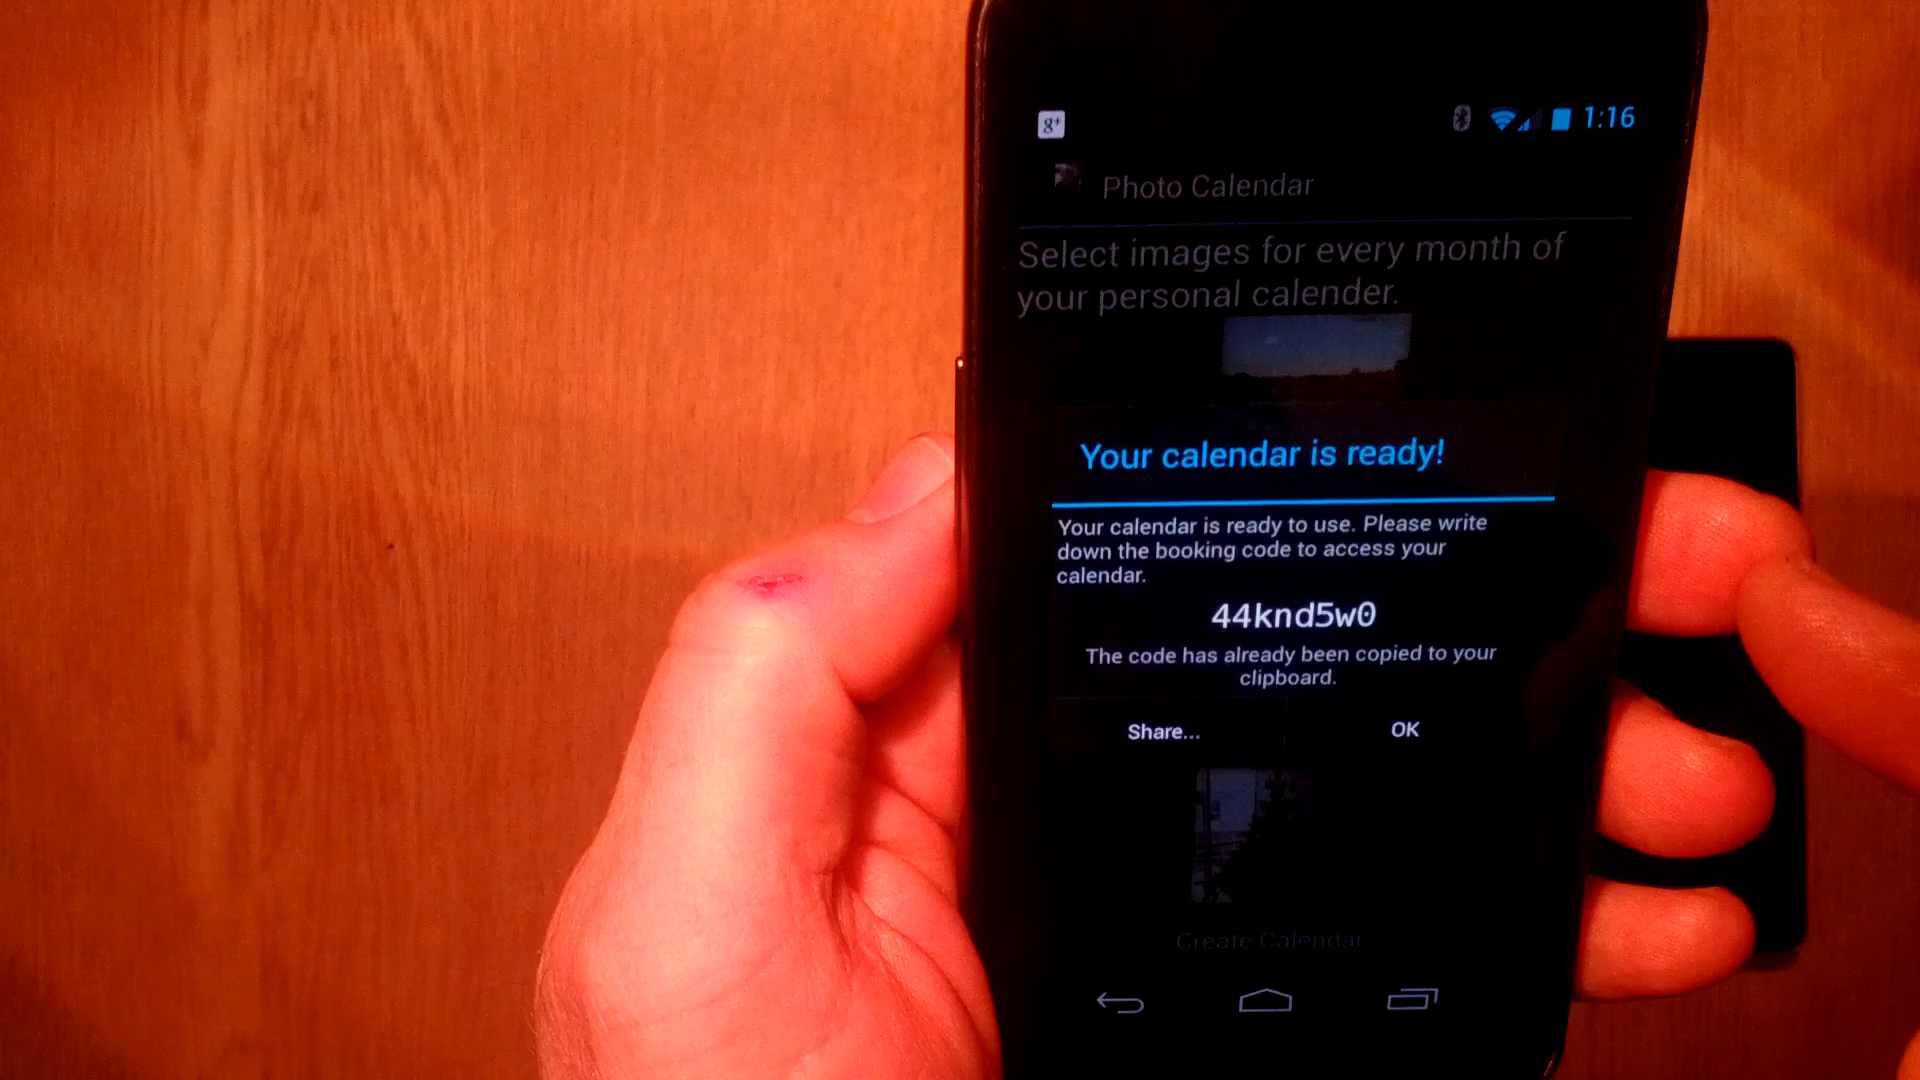 g+
1:16
Photo Calendar
Select images for every month of
your personal calender.
Your calendar is ready!
Your calendar is ready to use. Please write
down the booking code to access your
calendar.
44knd5w0
The code has already been copied to your
clipboard.
Share... OK
Create Calendar